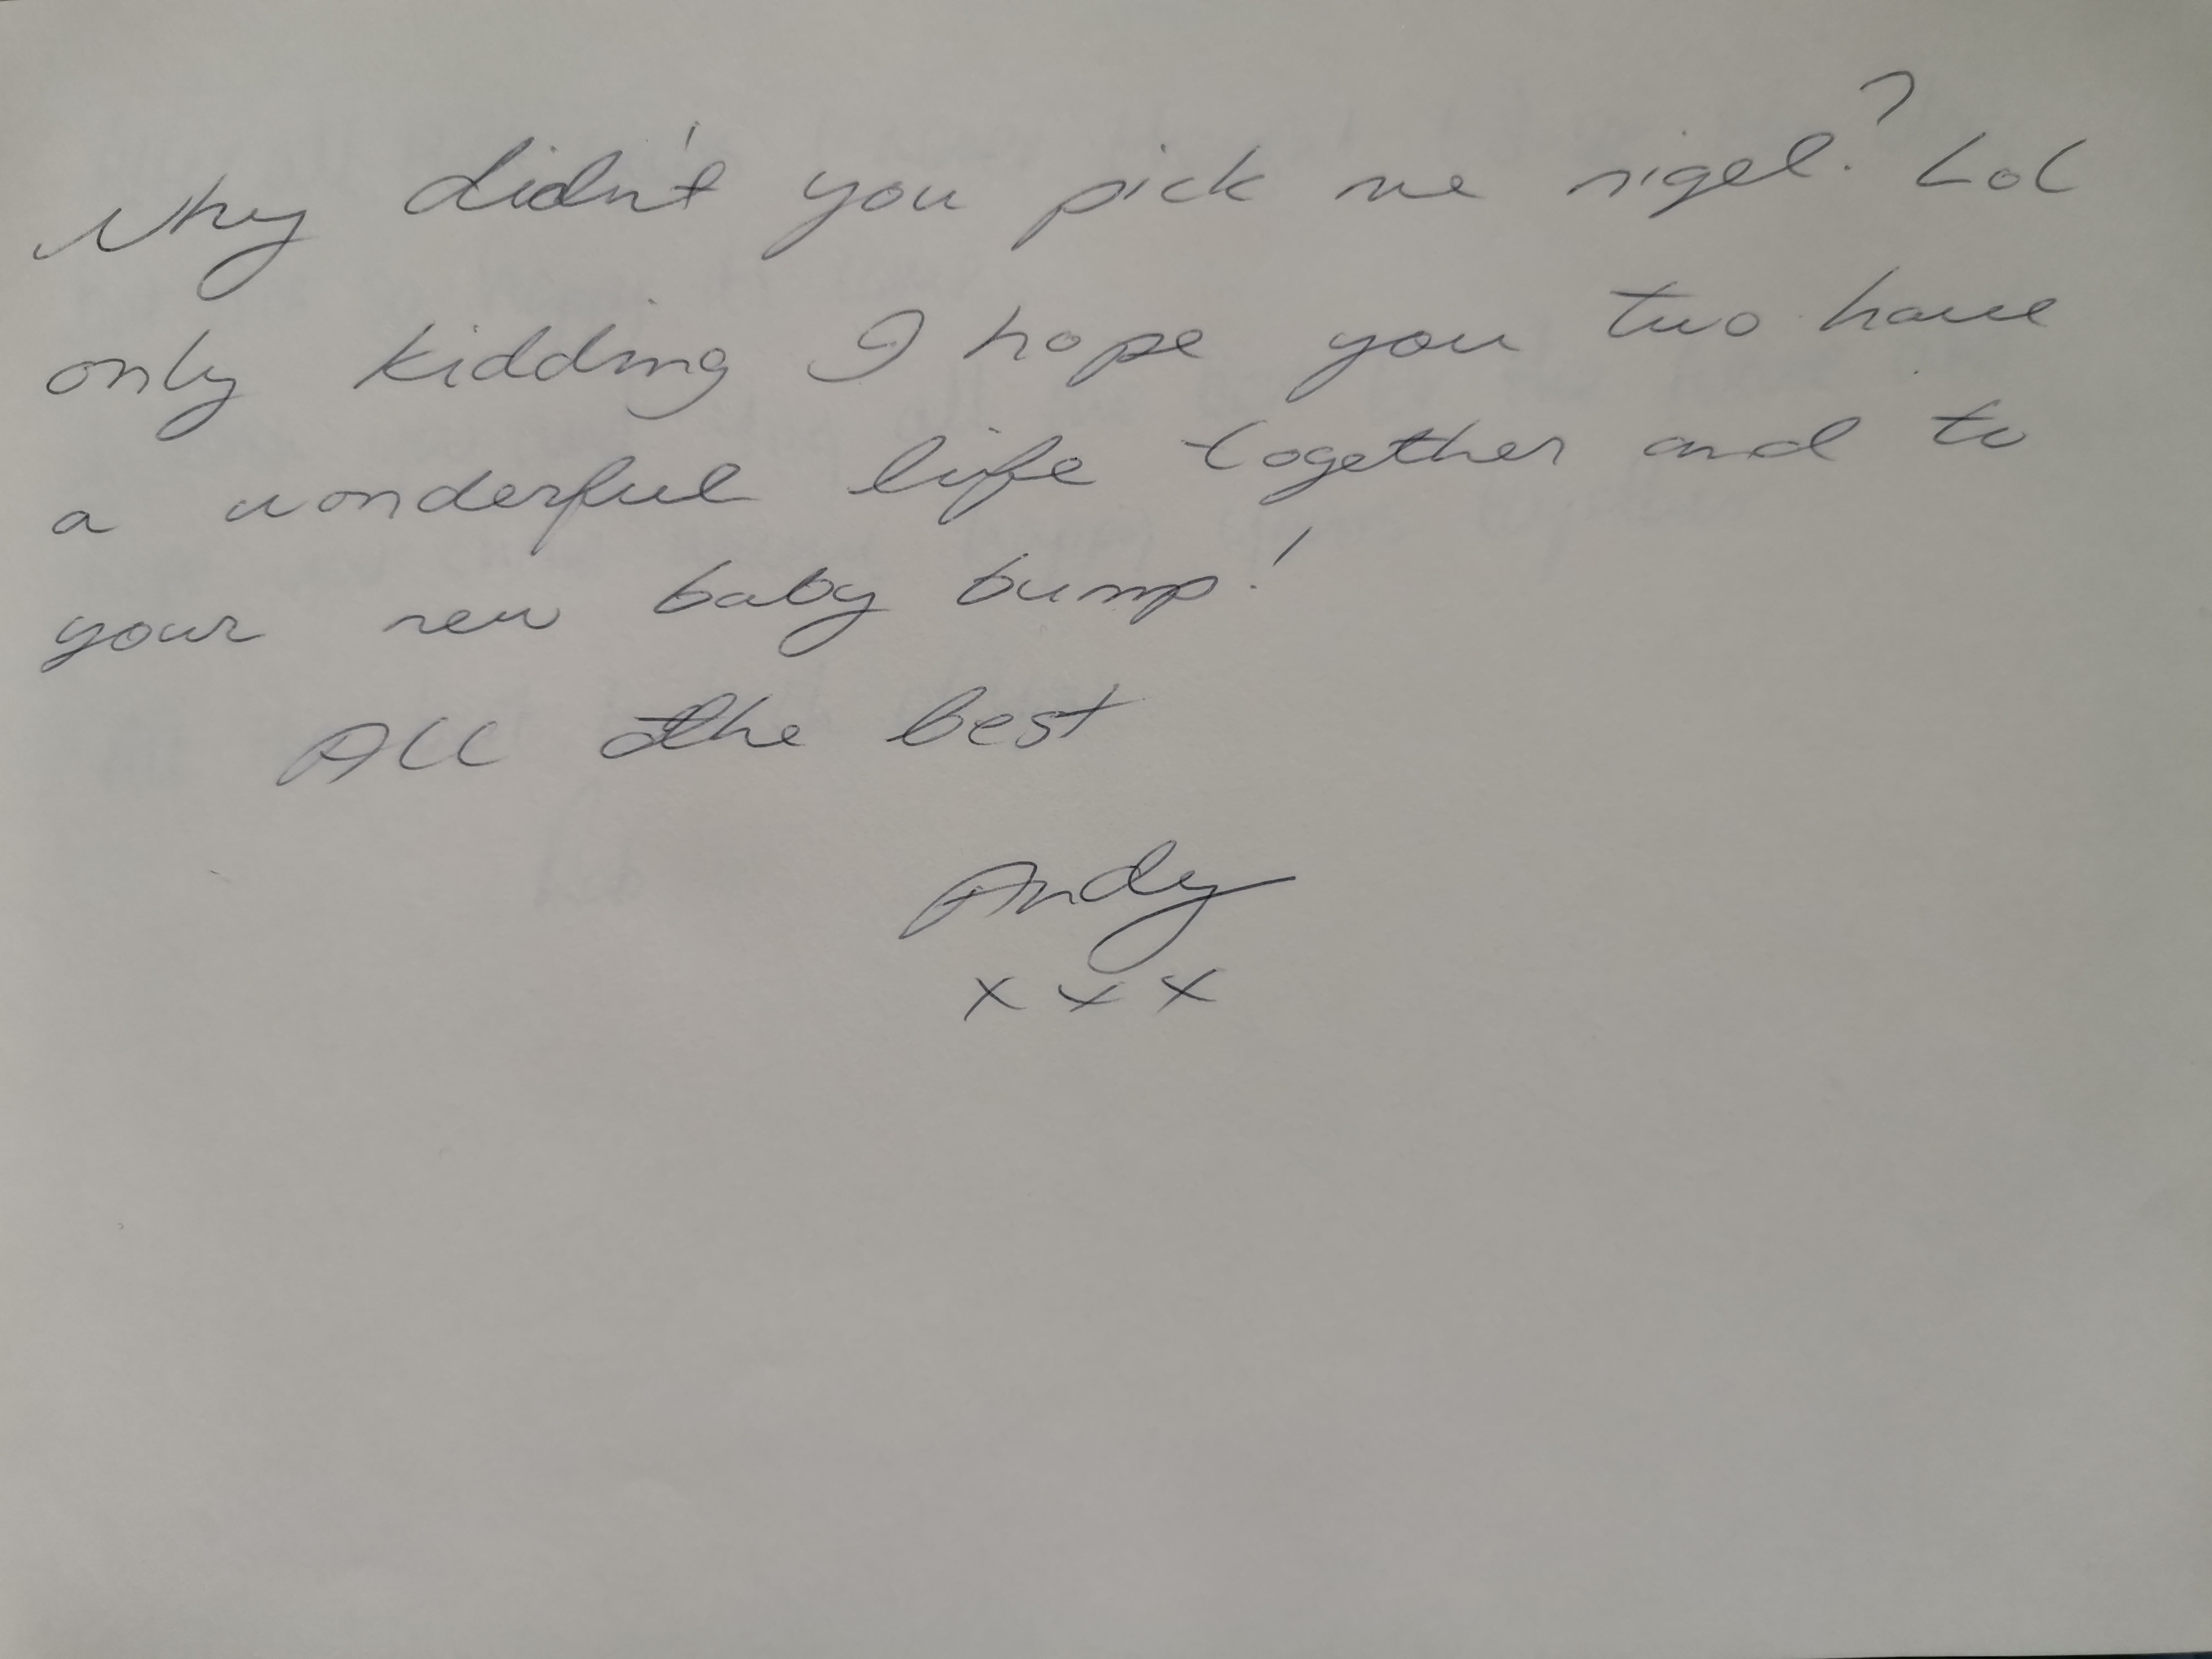 Why didn't you pick me nigel? LoL
only kidding I hope you two have
a wonderful life together and to
your new baby bump!
All the best
Andy
x x x